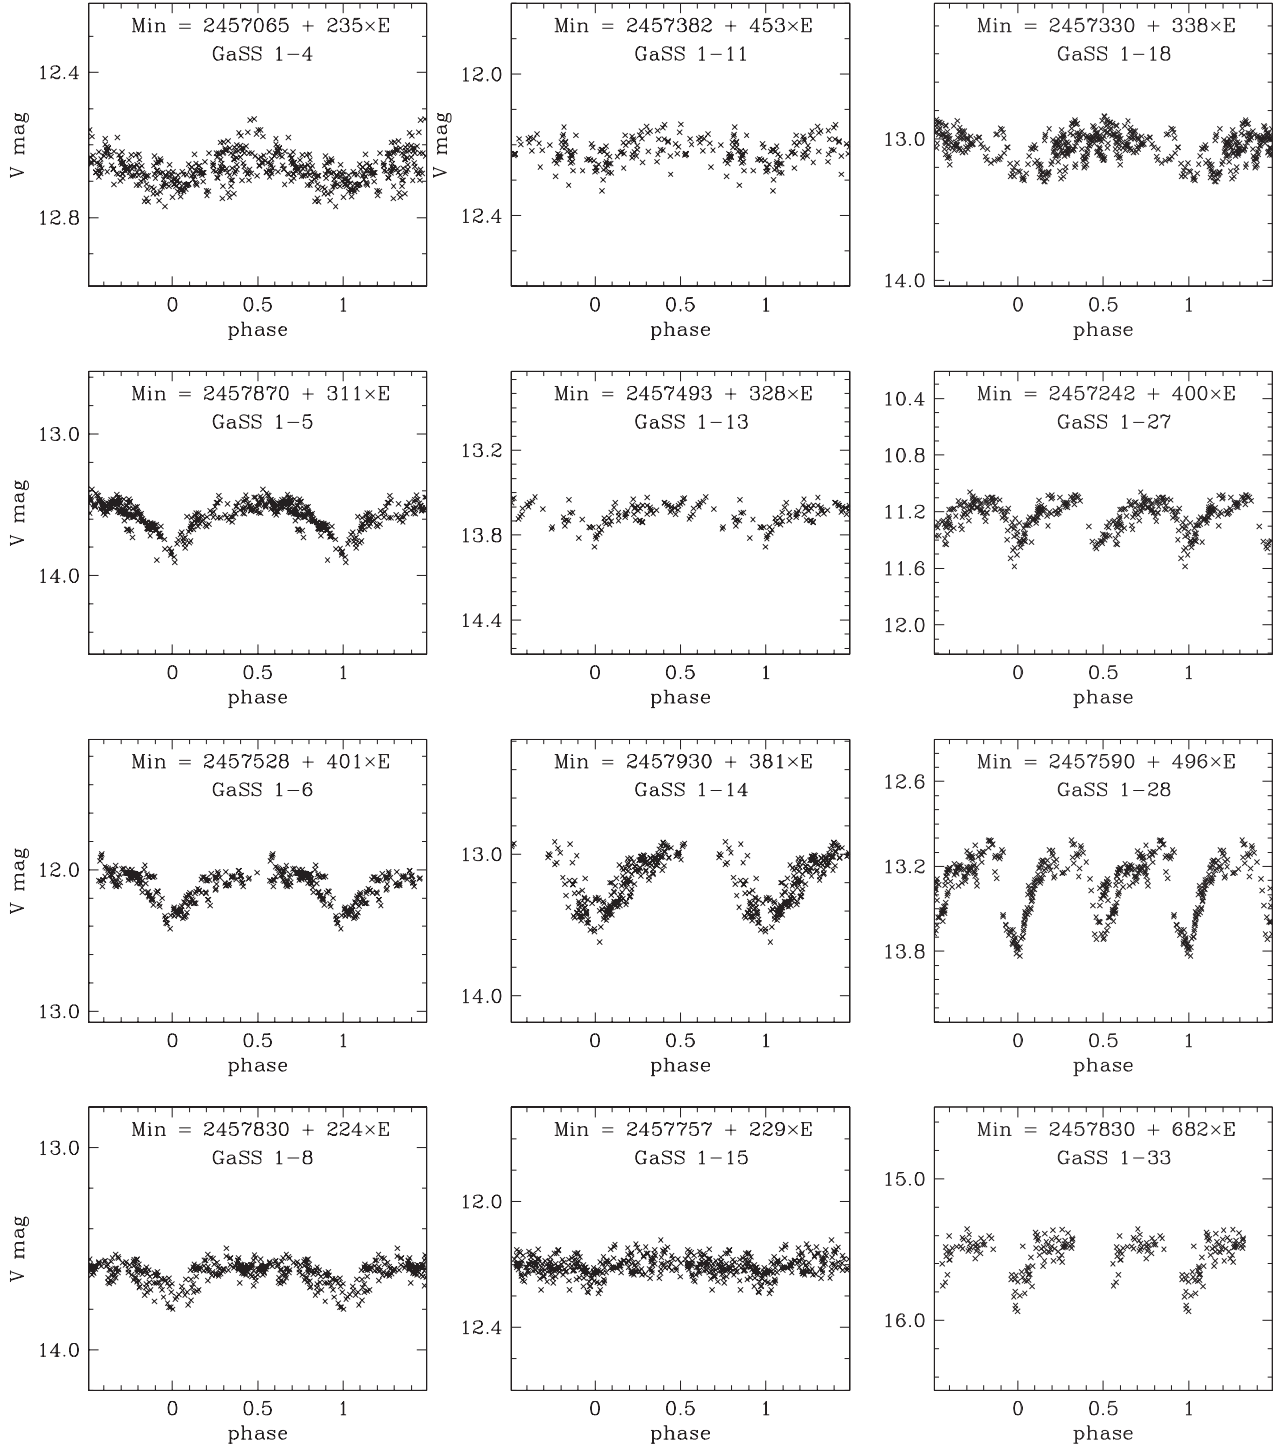 Min = 2457065 + 235×E
GaSS 1−4
V mag
12.4
12.8
0
0.5
1
phase
Min = 2457382 + 453×E
GaSS 1−11
V mag
12.0
12.4
0
0.5
1
phase
Min = 2457330 + 338×E
GaSS 1−18
13.0
14.0
0
0.5
1
phase
Min = 2457870 + 311×E
GaSS 1−5
V mag
13.0
14.0
0
0.5
1
phase
Min = 2457493 + 328×E
GaSS 1−13
13.2
13.8
14.4
0
0.5
1
phase
Min = 2457242 + 400×E
GaSS 1−27
10.4
10.8
11.2
11.6
12.0
0
0.5
1
phase
Min = 2457528 + 401×E
GaSS 1−6
V mag
12.0
13.0
0
0.5
1
phase
Min = 2457930 + 381×E
GaSS 1−14
13.0
14.0
0
0.5
1
phase
Min = 2457590 + 496×E
GaSS 1−28
12.6
13.2
13.8
0
0.5
1
phase
Min = 2457830 + 224×E
GaSS 1−8
V mag
13.0
14.0
0
0.5
1
phase
Min = 2457757 + 229×E
GaSS 1−15
12.0
12.4
0
0.5
1
phase
Min = 2457830 + 682×E
GaSS 1−33
15.0
16.0
0
0.5
1
phase